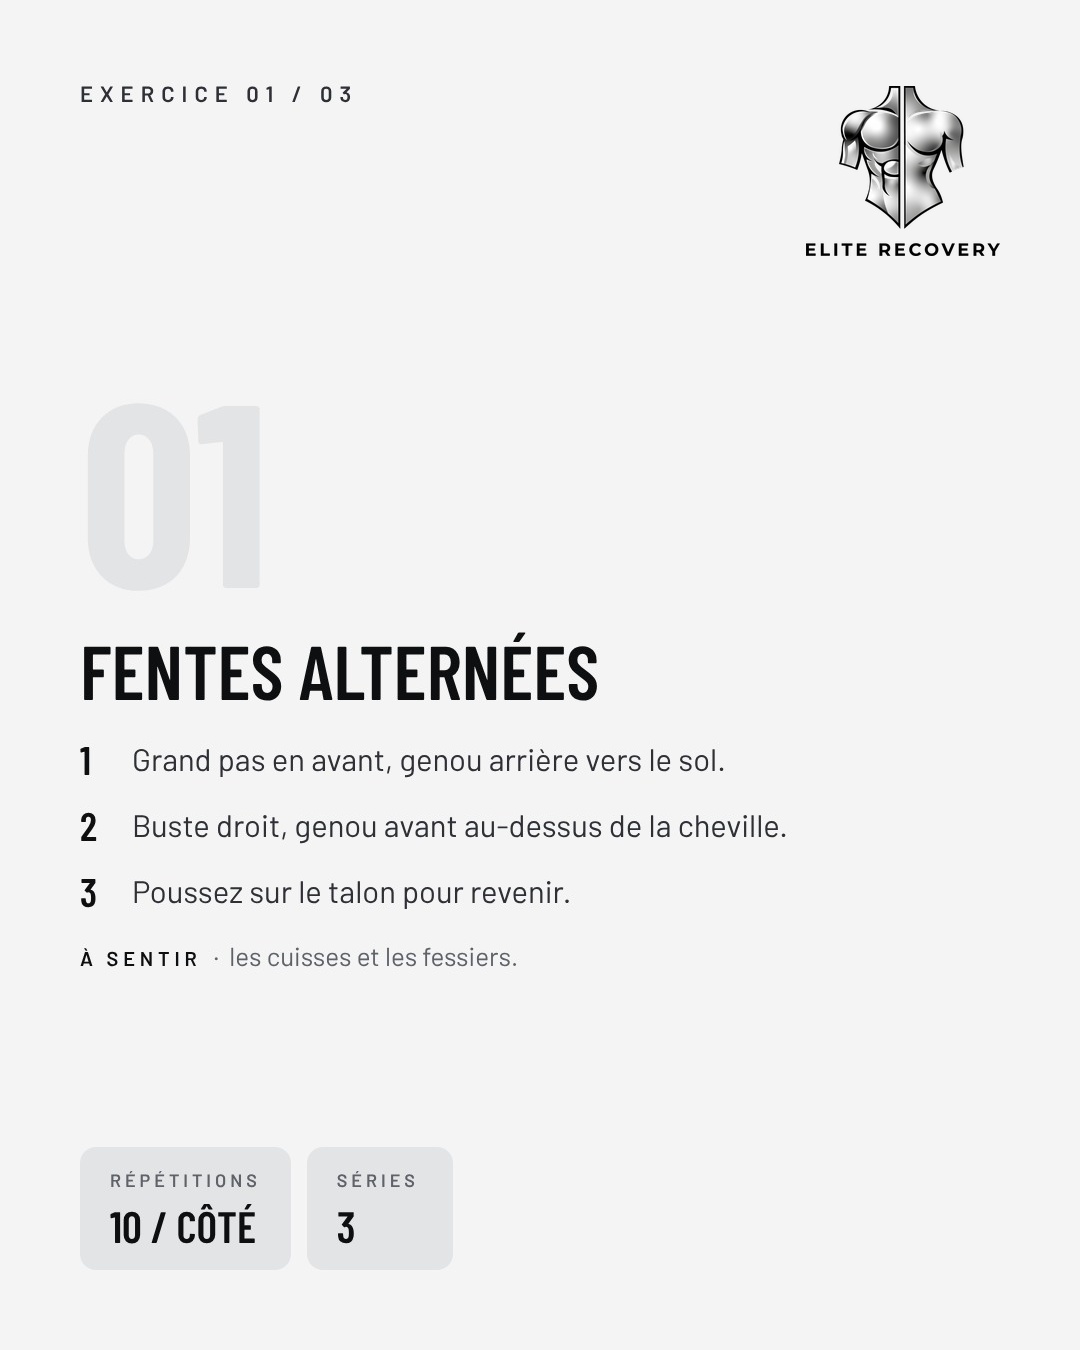 EXERCICE 01 / 03
ELITE RECOVERY
01
FENTES ALTERNÉES
1 Grand pas en avant, genou arrière vers le sol.
2 Buste droit, genou avant au-dessus de la cheville.
3 Poussez sur le talon pour revenir.
À SENTIR · les cuisses et les fessiers.
RÉPÉTITIONS
10 / CÔTÉ
SÉRIES
3